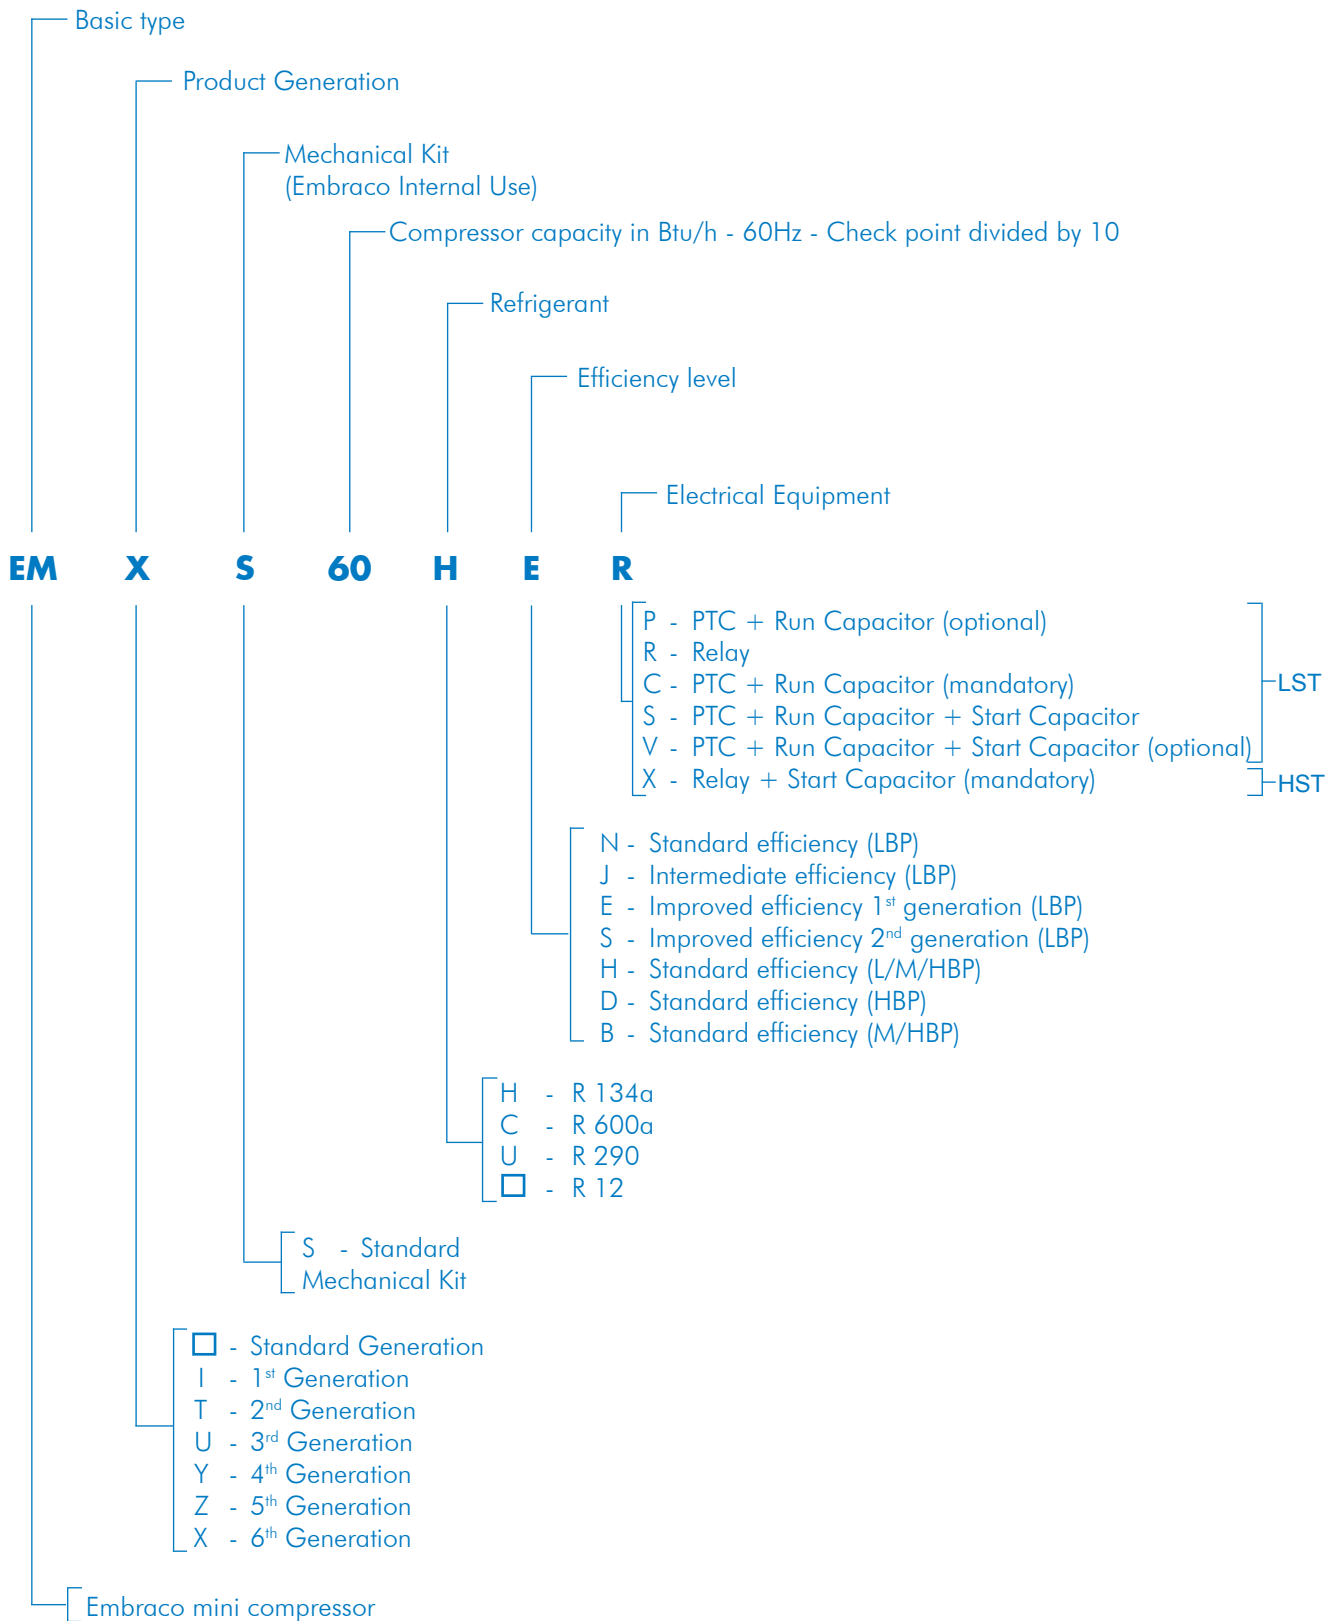 Basic type
Product Generation
Mechanical Kit
(Embraco Internal Use)
Compressor capacity in Btu/h - 60Hz - Check point divided by 10
Refrigerant
Efficiency level
Electrical Equipment
EM X S 60 H E R
P - PTC + Run Capacitor (optional)
R - Relay
C - PTC + Run Capacitor (mandatory)
S - PTC + Run Capacitor + Start Capacitor
V - PTC + Run Capacitor + Start Capacitor (optional)
LST
X - Relay + Start Capacitor (mandatory)
HST
N - Standard efficiency (LBP)
J - Intermediate efficiency (LBP)
E - Improved efficiency 1st generation (LBP)
S - Improved efficiency 2nd generation (LBP)
H - Standard efficiency (L/M/HBP)
D - Standard efficiency (HBP)
B - Standard efficiency (M/HBP)
H - R 134a
C - R 600a
U - R 290
□ - R 12
S - Standard
Mechanical Kit
□ - Standard Generation
I - 1st Generation
T - 2nd Generation
U - 3rd Generation
Y - 4th Generation
Z - 5th Generation
X - 6th Generation
Embraco mini compressor